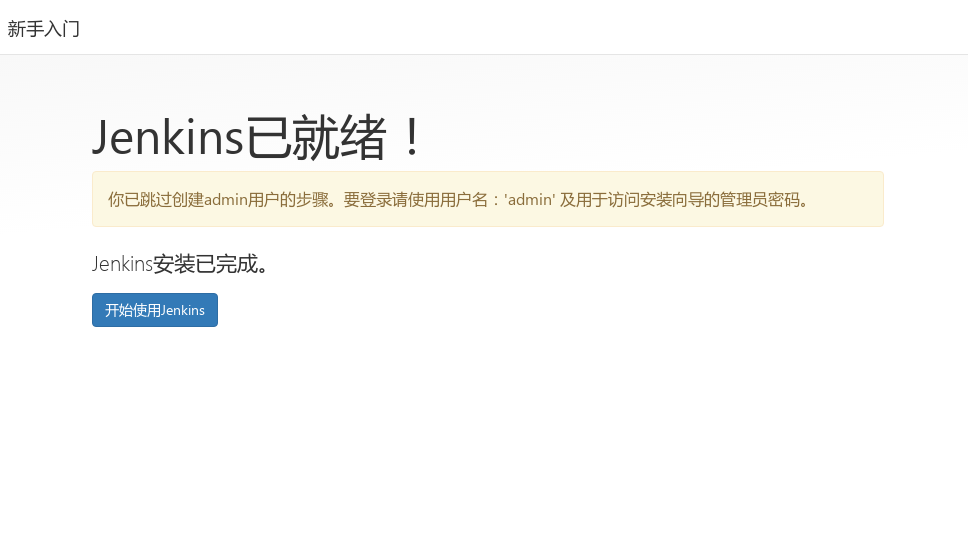 新手入门
Jenkins已就绪！
你已跳过创建admin用户的步骤。要登录请使用用户名：'admin' 及用于访问安装向导的管理员密码。
Jenkins安装已完成。
开始使用Jenkins